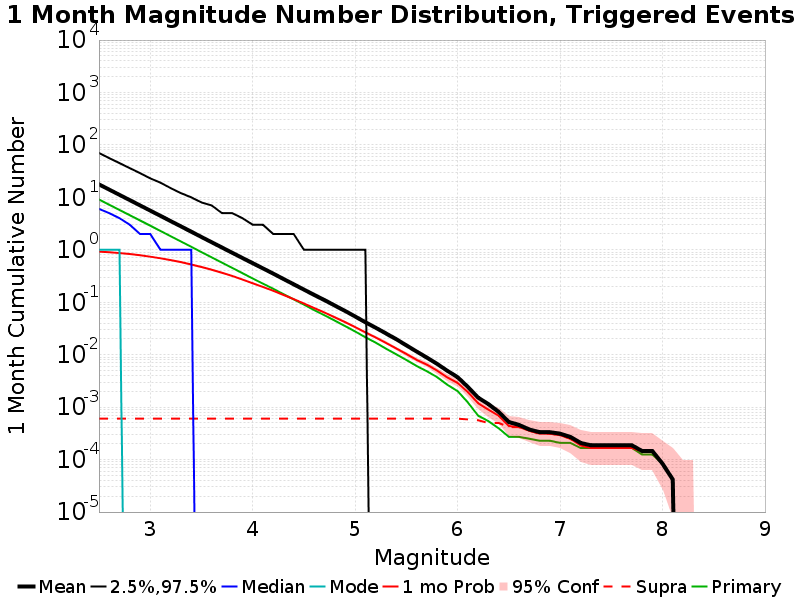 1 Month Magnitude Number Distribution, Triggered Events
1 Month Cumulative Number
10^4
10^3
10^2
10^1
10^0
10^-1
10^-2
10^-3
10^-4
10^-5
3 4 5 6 7 8 9
Magnitude
Mean 2.5%,97.5% Median Mode 1 mo Prob 95% Conf Supra Primary